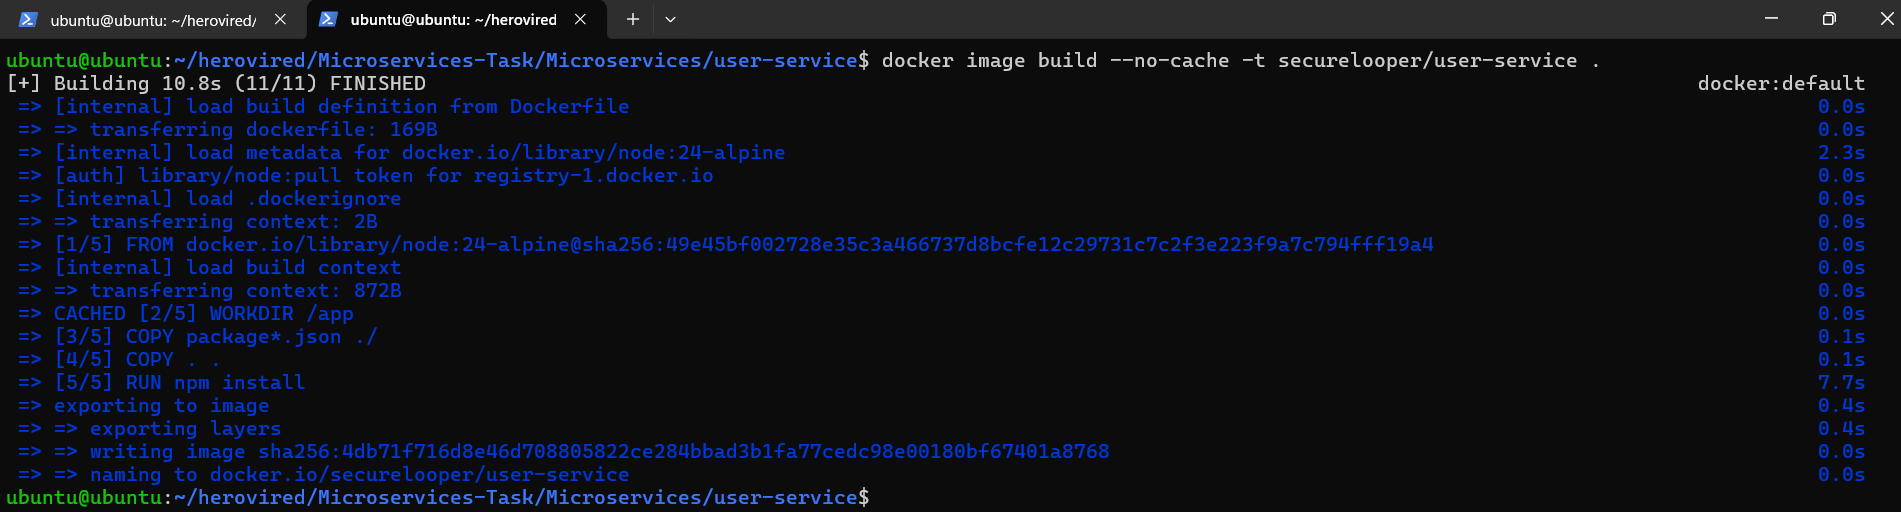 ubuntu@ubuntu: ~/herovired/
ubuntu@ubuntu: ~/herovired
ubuntu@ubuntu:~/herovired/Microservices-Task/Microservices/user-service$ docker image build --no-cache -t securelooper/user-service .
[+] Building 10.8s (11/11) FINISHED docker:default
=> [internal] load build definition from Dockerfile 0.0s
=> => transferring dockerfile: 169B 0.0s
=> [internal] load metadata for docker.io/library/node:24-alpine 2.3s
=> [auth] library/node:pull token for registry-1.docker.io 0.0s
=> [internal] load .dockerignore 0.0s
=> => transferring context: 2B 0.0s
=> [1/5] FROM docker.io/library/node:24-alpine@sha256:49e45bf002728e35c3a466737d8bcfe12c29731c7c2f3e223f9a7c794fff19a4 0.0s
=> [internal] load build context 0.0s
=> => transferring context: 872B 0.0s
=> CACHED [2/5] WORKDIR /app 0.0s
=> [3/5] COPY package*.json ./ 0.1s
=> [4/5] COPY . . 0.1s
=> [5/5] RUN npm install 7.7s
=> exporting to image 0.4s
=> => exporting layers 0.4s
=> => writing image sha256:4db71f716d8e46d708805822ce284bbad3b1fa77cedc98e00180bf67401a8768 0.0s
=> => naming to docker.io/securelooper/user-service 0.0s
ubuntu@ubuntu:~/herovired/Microservices-Task/Microservices/user-service$